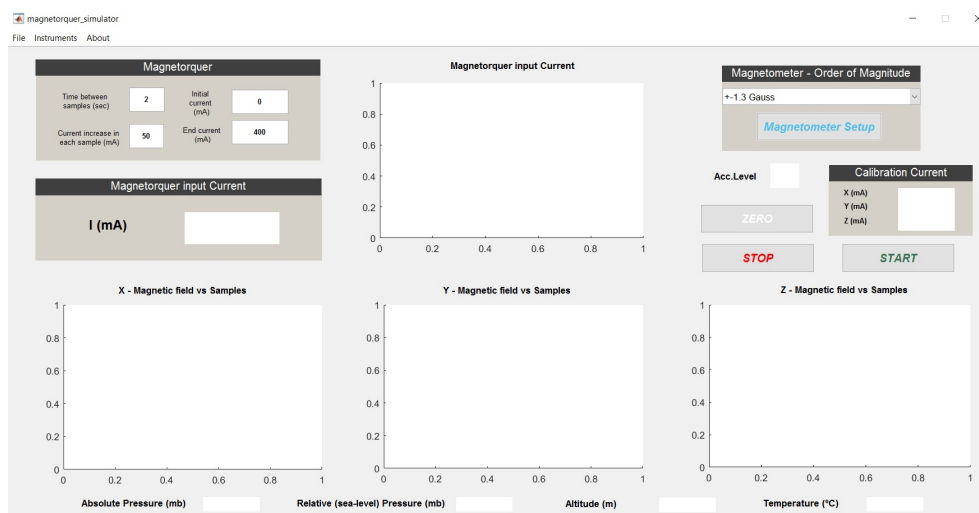 magnetorquer_simulator
File Instruments About
Magnetorquer
Time between
samples (sec)
2
Initial
current
(mA)
0
Current increase in
each sample (mA)
50
End current
(mA)
400
Magnetorquer input Current
I (mA)
Magnetorquer input Current
1
0.8
0.6
0.4
0.2
0
0 0.2 0.4 0.6 0.8 1
Magnetometer - Order of Magnitude
+-1.3 Gauss
Magnetometer Setup
Acc.Level
Calibration Current
X (mA)
Y (mA)
Z (mA)
ZERO
STOP
START
X - Magnetic field vs Samples
1
0.8
0.6
0.4
0.2
0
0 0.2 0.4 0.6 0.8 1
Y - Magnetic field vs Samples
1
0.8
0.6
0.4
0.2
0
0 0.2 0.4 0.6 0.8 1
Z - Magnetic field vs Samples
1
0.8
0.6
0.4
0.2
0
0 0.2 0.4 0.6 0.8 1
Absolute Pressure (mb)
Relative (sea-level) Pressure (mb)
Altitude (m)
Temperature (ºC)